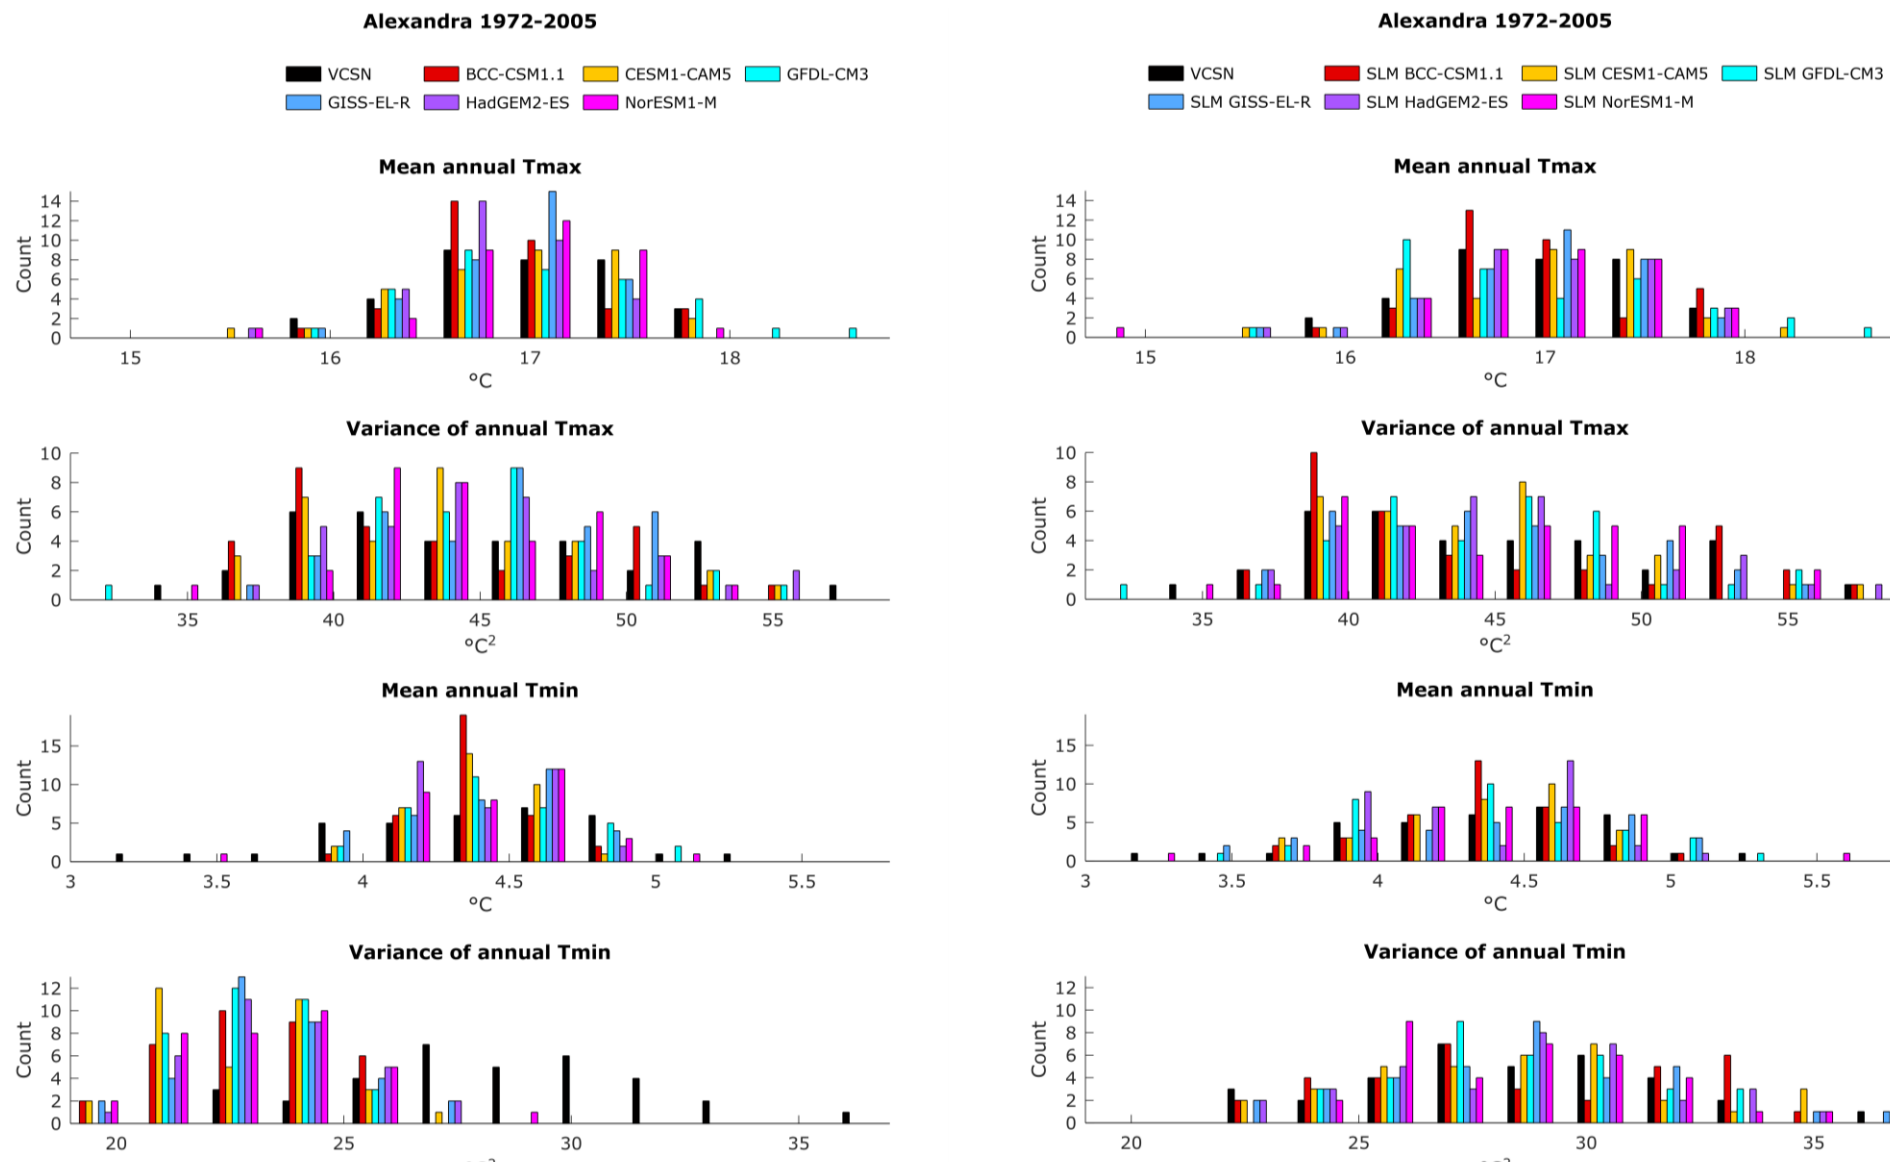 Alexandra 1972-2005
VCSN BCC-CSM1.1 CESM1-CAM5 GFDL-CM3
GISS-EL-R HadGEM2-ES NorESM1-M
Mean annual Tmax
14
12
10
8
6
4
2
0
Count
15 16 17 18
°C
Variance of annual Tmax
10
8
6
4
2
0
Count
35 40 45 50 55
°C²
Mean annual Tmin
15
10
5
0
Count
3 3.5 4 4.5 5 5.5
°C
Variance of annual Tmin
12
10
8
6
4
2
0
Count
20 25 30 35
Alexandra 1972-2005
VCSN SLM BCC-CSM1.1 SLM CESM1-CAM5 SLM GFDL-CM3
SLM GISS-EL-R SLM HadGEM2-ES SLM NorESM1-M
Mean annual Tmax
14
12
10
8
6
4
2
0
Count
15 16 17 18
°C
Variance of annual Tmax
10
8
6
4
2
0
Count
35 40 45 50 55
°C²
Mean annual Tmin
15
10
5
0
Count
3 3.5 4 4.5 5 5.5
°C
Variance of annual Tmin
12
10
8
6
4
2
0
Count
20 25 30 35